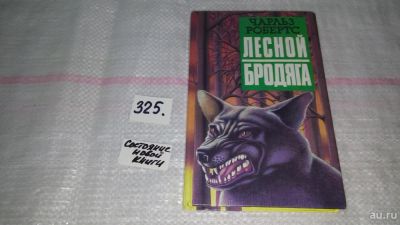 ЧАРЛЬЗ
РОБЕРТС
ЛЕСНОЙ
БРОДЯГА
325.
Состояние
новой
книги
au.ru